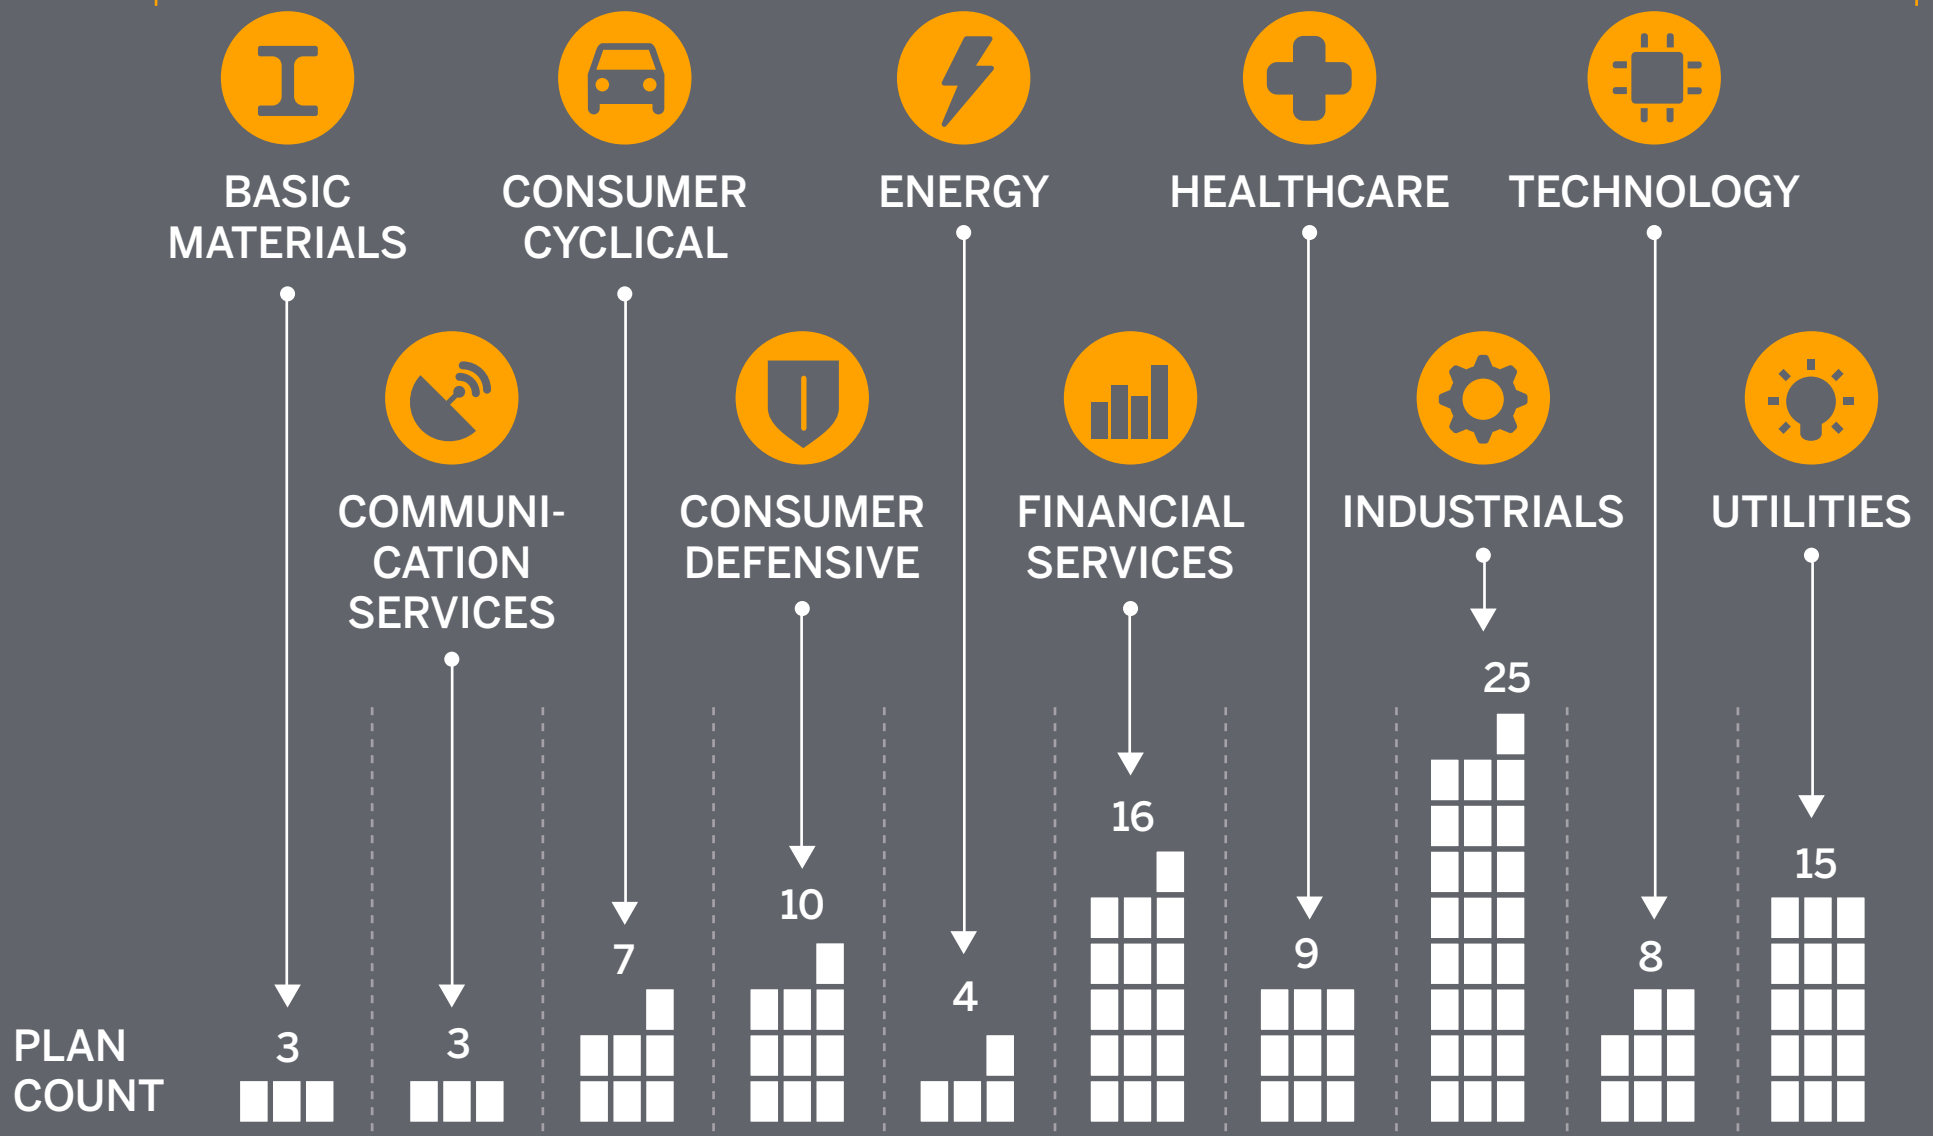 BASIC
MATERIALS
CONSUMER
CYCLICAL
ENERGY
HEALTHCARE
TECHNOLOGY
COMMUNI-
CATION
SERVICES
CONSUMER
DEFENSIVE
FINANCIAL
SERVICES
INDUSTRIALS
UTILITIES
PLAN
COUNT
3
3
7
10
4
16
9
25
8
15